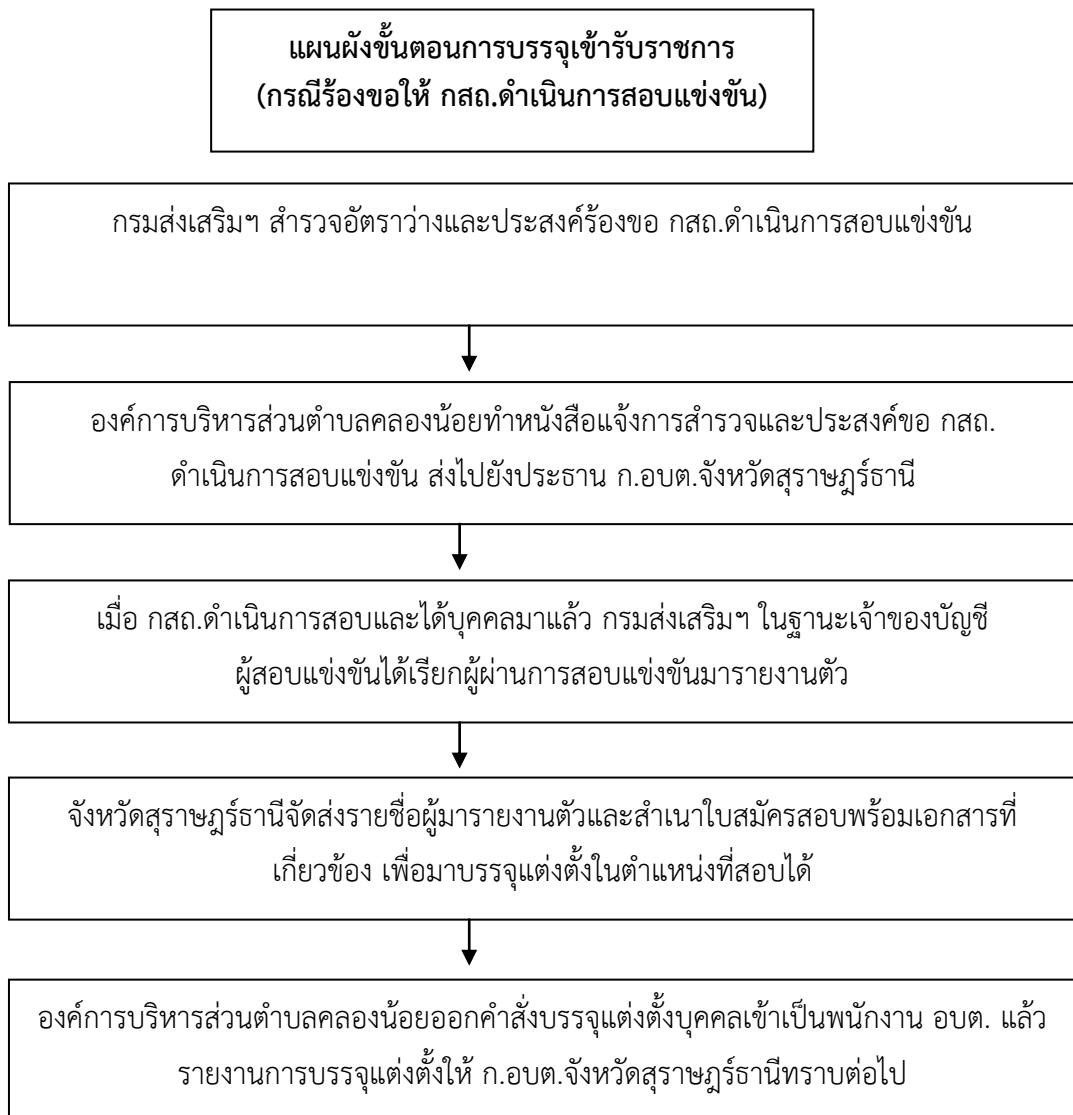 แผนผังขั้นตอนการบรรจุเข้ารับราชการ
(กรณีร้องขอให้ กสถ.ดำเนินการสอบแข่งขัน)
กรมส่งเสริมฯ สำรวจอัตราว่างและประสงค์ร้องขอ กสถ.ดำเนินการสอบแข่งขัน
องค์การบริหารส่วนตำบลคลองน้อยทำหนังสือแจ้งการสำรวจและประสงค์ขอ กสถ.
ดำเนินการสอบแข่งขัน ส่งไปยังประธาน ก.อบต.จังหวัดสุราษฎร์ธานี
เมื่อ กสถ.ดำเนินการสอบและได้บุคคลมาแล้ว กรมส่งเสริมฯ ในฐานะเจ้าของบัญชี
ผู้สอบแข่งขันได้เรียกผู้ผ่านการสอบแข่งขันมารายงานตัว
จังหวัดสุราษฎร์ธานีจัดส่งรายชื่อผู้มารายงานตัวและสำเนาใบสมัครสอบพร้อมเอกสารที่
เกี่ยวข้อง เพื่อมาบรรจุแต่งตั้งในตำแหน่งที่สอบได้
องค์การบริหารส่วนตำบลคลองน้อยออกคำสั่งบรรจุแต่งตั้งบุคคลเข้าเป็นพนักงาน อบต. แล้ว
รายงานการบรรจุแต่งตั้งให้ ก.อบต.จังหวัดสุราษฎร์ธานีทราบต่อไป